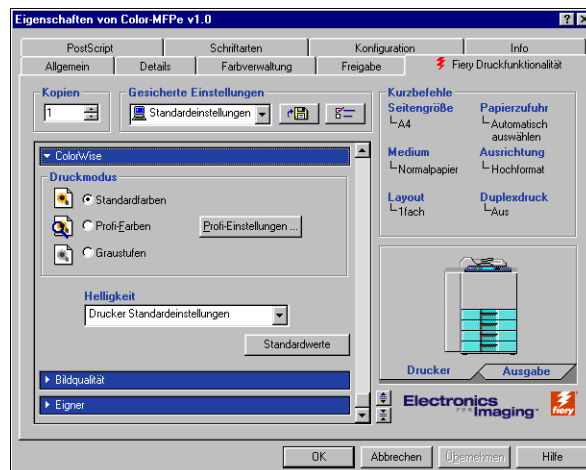 Eigenschaften von Color-MFPe v1.0
PostScript Schriftarten Konfiguration Info
Allgemein Details Farbverwaltung Freigabe Fiery Druckfunktionalität
Kopien
1
Gesicherte Einstellungen
Standardeinstellungen
ColorWise
Druckmodus
Standardfarben
Profi-Farben
Profi-Einstellungen ...
Graustufen
Helligkeit
Drucker Standardeinstellungen
Standardwerte
Bildqualität
Eigner
Kurzbefehle
Seitengröße Papierzufuhr
A4 Automatisch
auswählen
Medium Ausrichtung
Normalpapier Hochformat
Layout Duplexdruck
1fach Aus
Drucker Ausgabe
Electronics
FOR Imaging
fiery
OK Abbrechen Übernehmen Hilfe